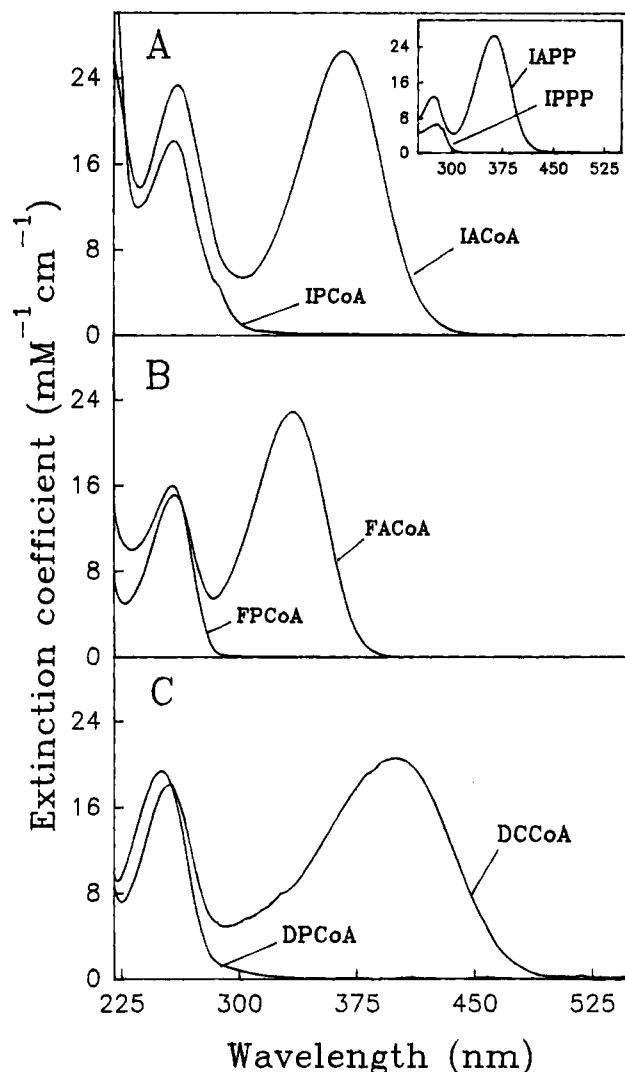 Extinction coefficient (mM⁻¹cm⁻¹)
A
24
16
8
0
IACoA
IPCoA
24
16
8
0
IAPP
IPPP
300
375
450
525
B
24
16
8
0
FACoA
FPCoA
C
24
16
8
0
DCCoA
DPCoA
225
300
375
450
525
Wavelength (nm)